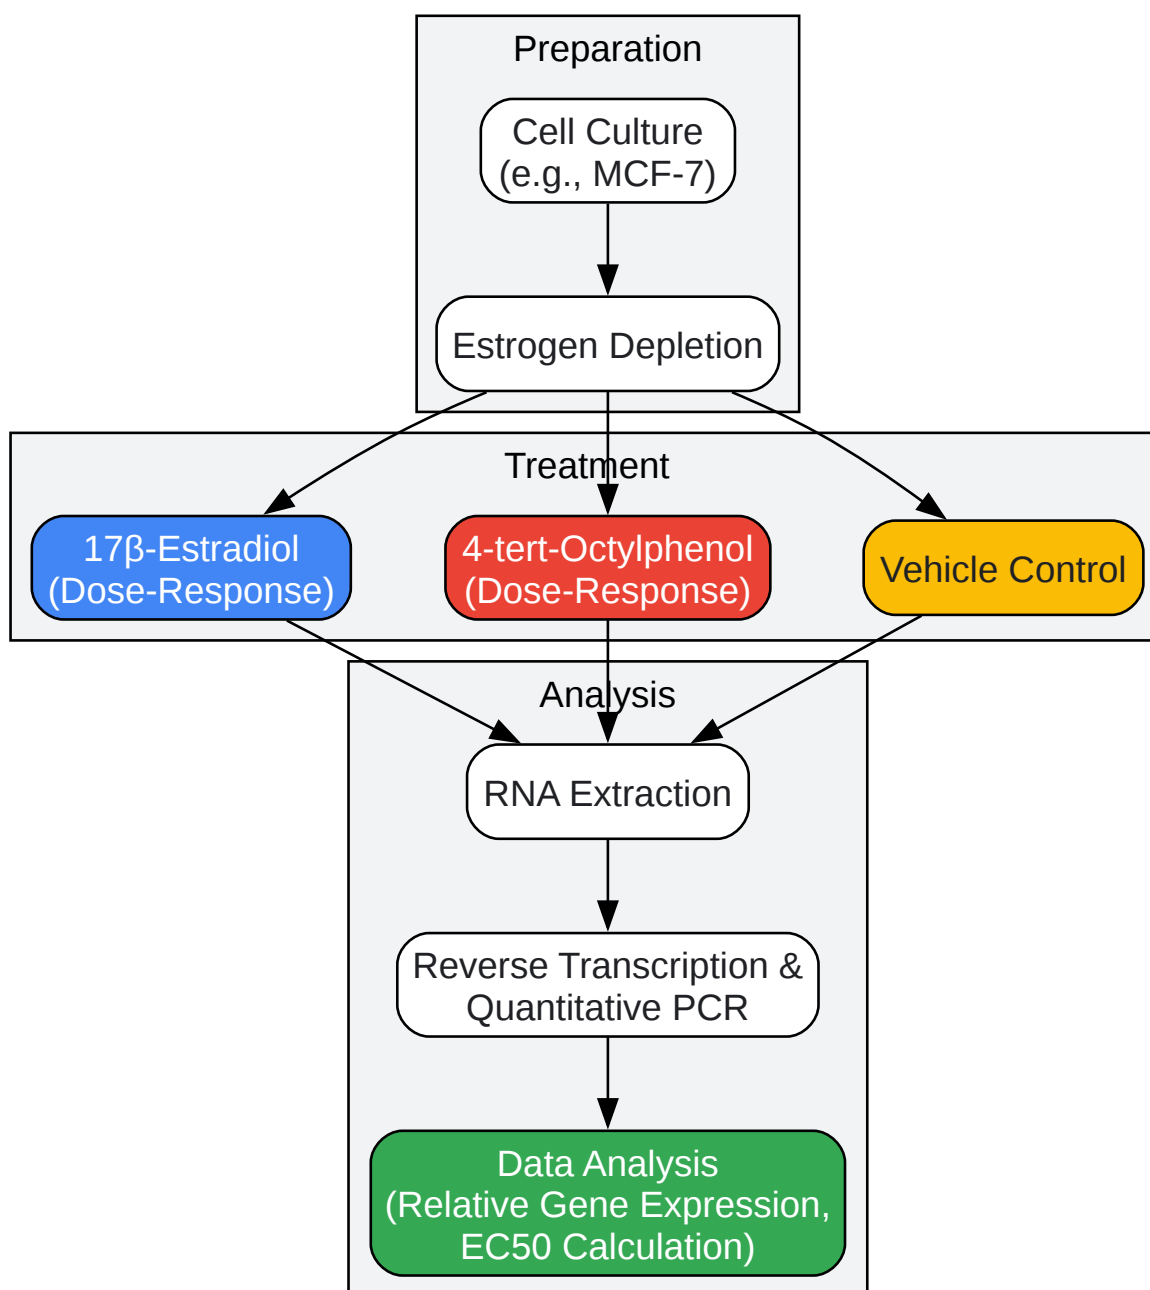 Preparation
Cell Culture
(e.g., MCF-7)
Estrogen Depletion
Treatment
17β-Estradiol
(Dose-Response)
4-tert-Octylphenol
(Dose-Response)
Vehicle Control
Analysis
RNA Extraction
Reverse Transcription &
Quantitative PCR
Data Analysis
(Relative Gene Expression,
EC50 Calculation)